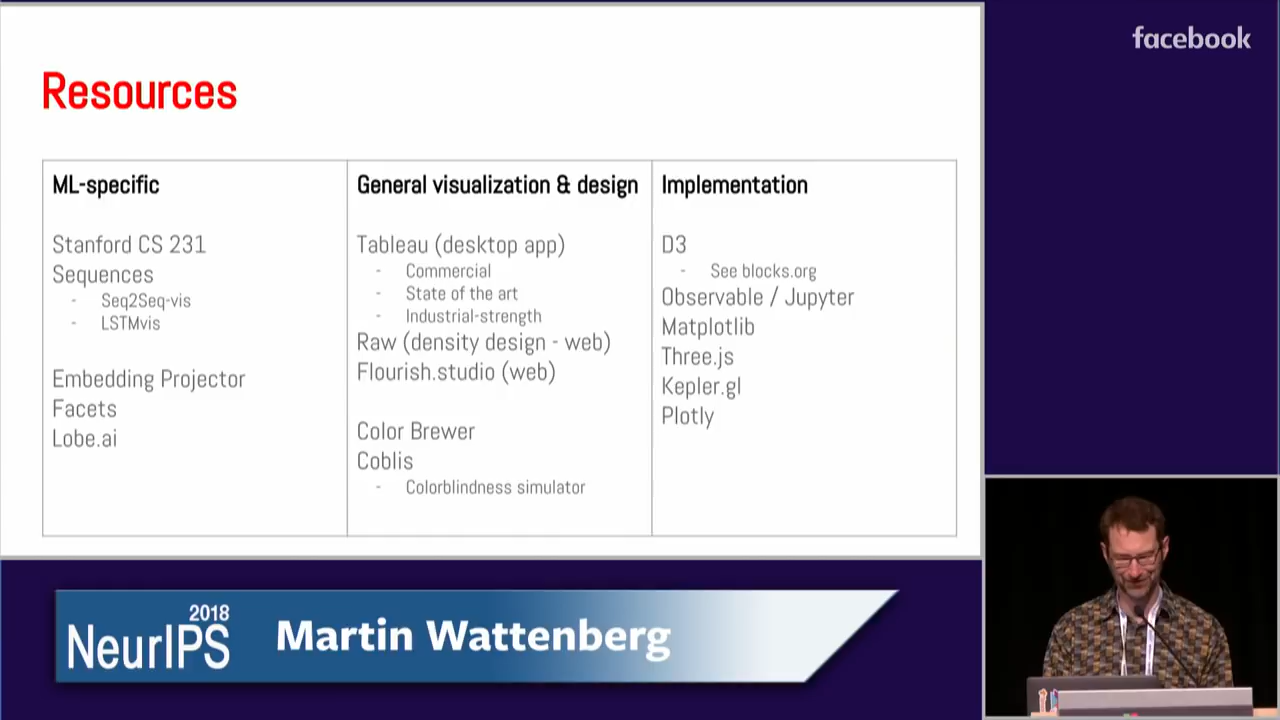 facebook
Resources
ML-specific
Stanford CS 231
Sequences
- Seq2Seq-vis
- LSTMvis
Embedding Projector
Facets
Lobe.ai
General visualization & design
Tableau (desktop app)
- Commercial
- State of the art
- Industrial-strength
Raw (density design - web)
Flourish.studio (web)
Color Brewer
Coblis
- Colorblindness simulator
Implementation
D3
- See blocks.org
Observable / Jupyter
Matplotlib
Three.js
Kepler.gl
Plotly
2018
NeurIPS
Martin Wattenberg